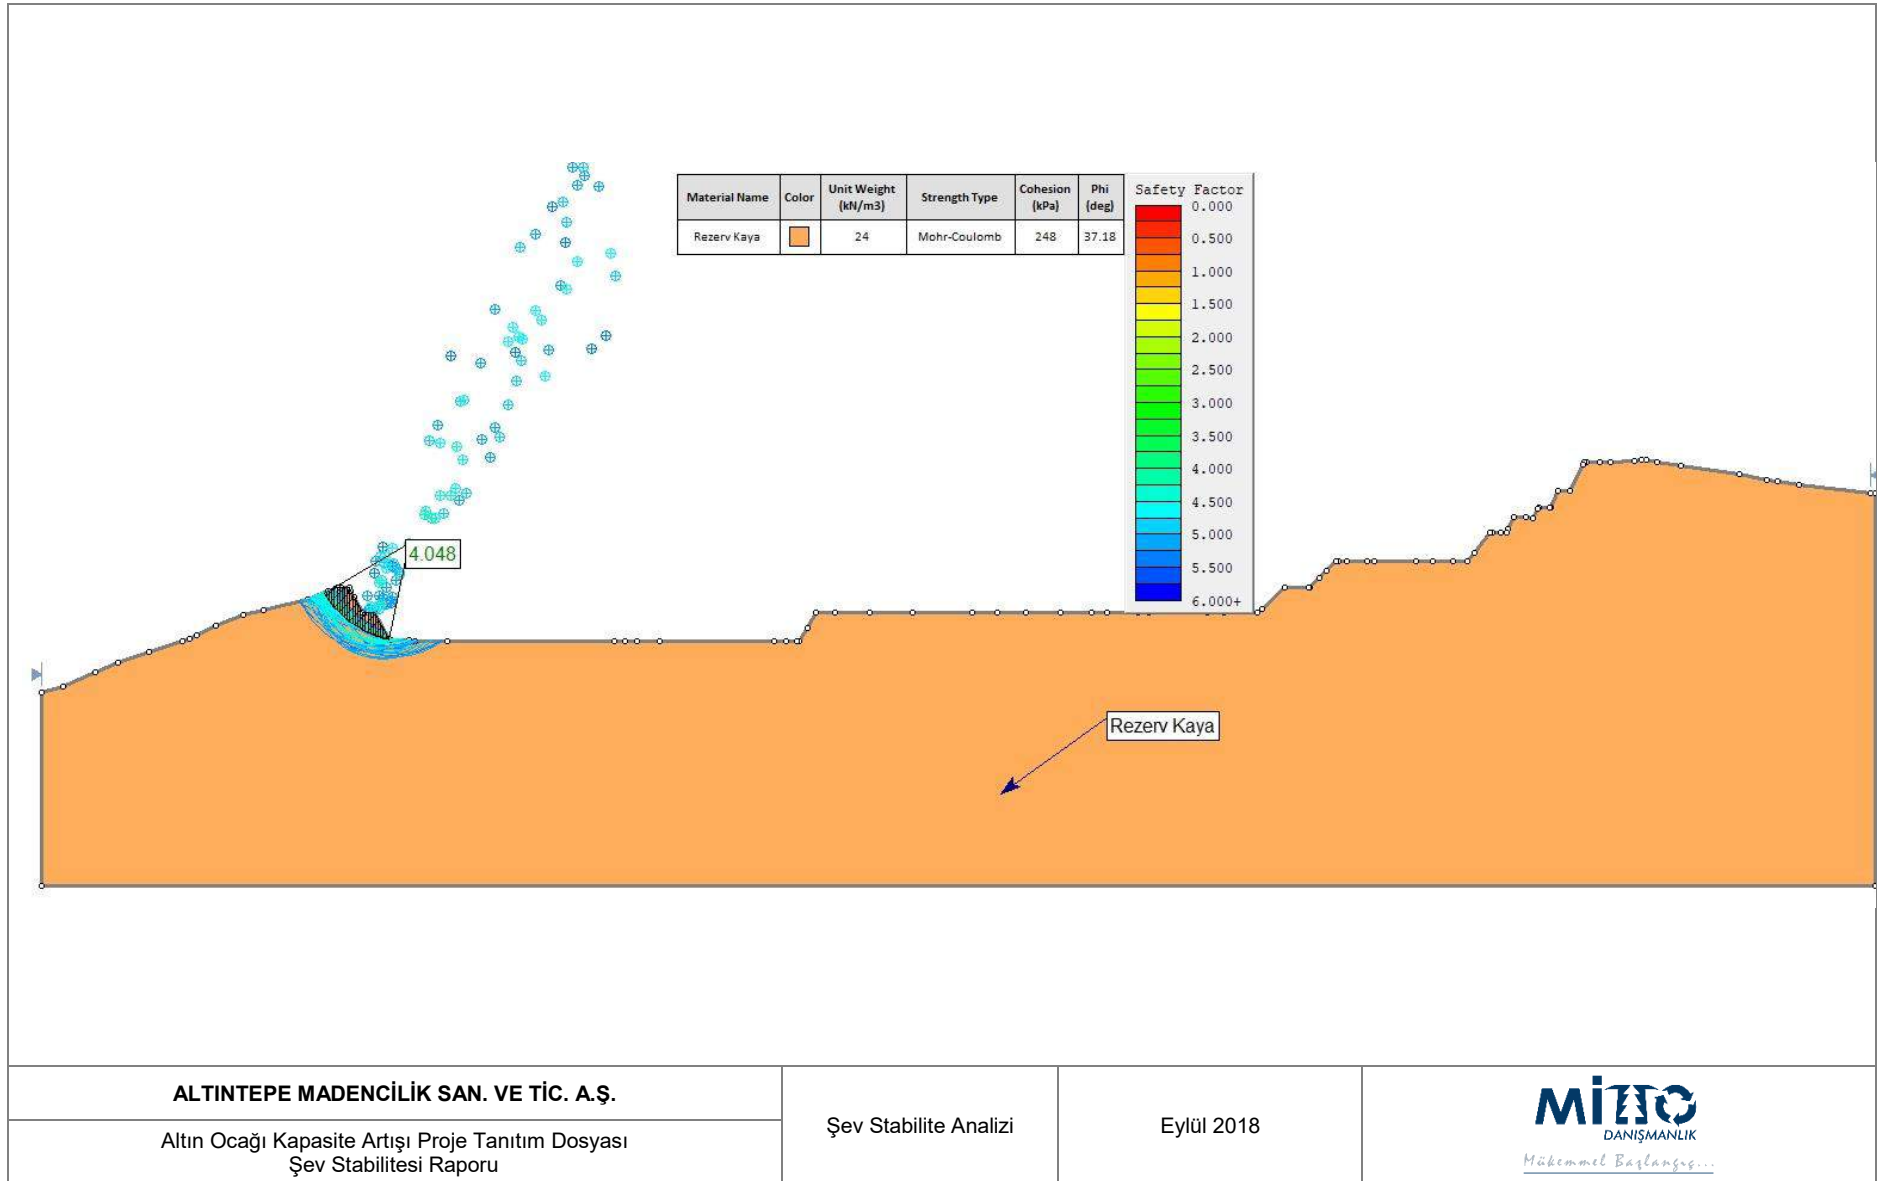 Material Name Color Unit Weight (kN/m3) Strength Type Cohesion (kPa) Phi (deg)
Rezerv Kaya 24 Mohr-Coulomb 248 37.18
Safety Factor
0.000
0.500
1.000
1.500
2.000
2.500
3.000
3.500
4.000
4.500
5.000
5.500
6.000+
4.048
Rezerv Kaya
ALTINTEPE MADENCİLİK SAN. VE TİC. A.Ş.
Altın Ocağı Kapasite Artışı Proje Tanıtım Dosyası
Şev Stabilitesi Raporu
Şev Stabilite Analizi
Eylül 2018
MİTTO
DANIŞMANLIK
Mükemmel Başlangıç...